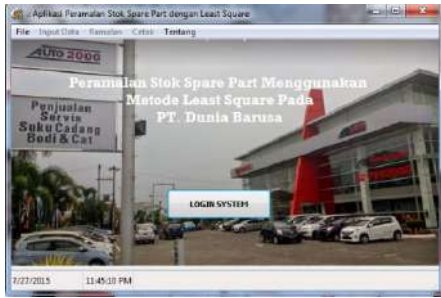 Aplikasi Peramalan Stok Spare Part dengan Least Square
File Input Data Ramalan Cetak Tentang
AUTO 2000
Peramalan Stok Spare Part Menggunakan
Metode Least Square Pada
PT. Dunia Barusa
Penjualan
Servis
Suku Cadang
Bodi & Cat
LOGIN SYSTEM
7/27/2015 11:45:10 PM